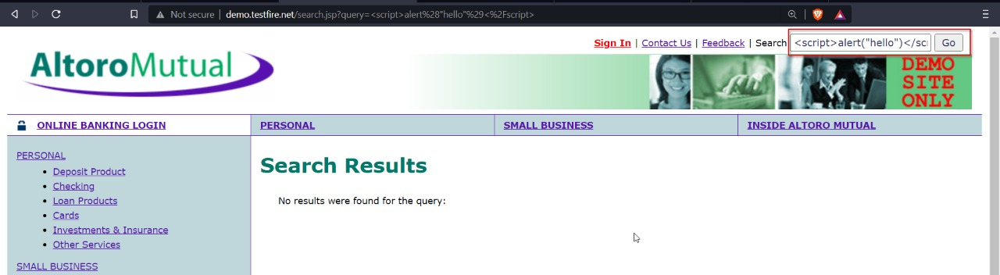 Not secure | demo.testfire.net/search.jsp?query=<script>alert%28"hello"%29<%2Fscript>
Sign In | Contact Us | Feedback | Search <script>alert("hello")</scr Go
AltoroMutual
DEMO
SITE
ONLY
ONLINE BANKING LOGIN
PERSONAL
SMALL BUSINESS
INSIDE ALTORO MUTUAL
PERSONAL
Deposit Product
Checking
Loan Products
Cards
Investments & Insurance
Other Services
SMALL BUSINESS
Search Results
No results were found for the query: